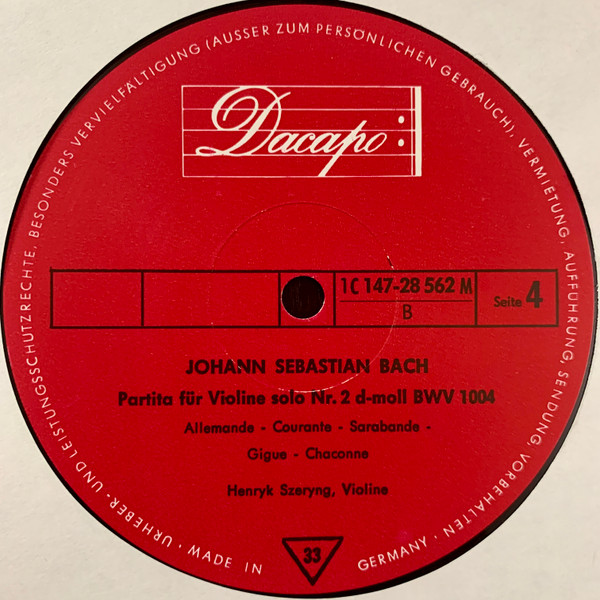 Dacapo
1 C 147-28 562 M
B
Seite 4
JOHANN SEBASTIAN BACH
Partita für Violine solo Nr. 2 d-moll BWV 1004
Allemande - Courante - Sarabande -
Gigue - Chaconne
Henryk Szeryng, Violine
33
MADE IN GERMANY · URHEBER- UND LEISTUNGSSCHUTZRECHTE, BESONDERS VERVIELFÄLTIGUNG (AUSSER ZUM PERSÖNLICHEN GEBRAUCH), VERMIETUNG, AUFFÜHRUNG, SENDUNG, VORBEHALTEN ·